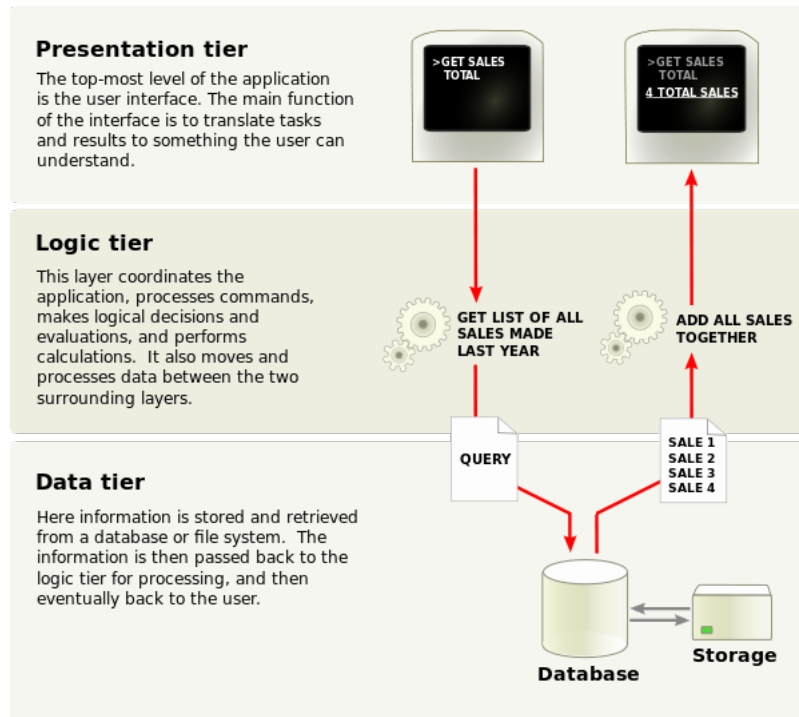 Presentation tier
The top-most level of the application
is the user interface. The main function
of the interface is to translate tasks
and results to something the user can
understand.
>GET SALES
TOTAL
>GET SALES
TOTAL
4 TOTAL SALES
Logic tier
This layer coordinates the
application, processes commands,
makes logical decisions and
evaluations, and performs
calculations.  It also moves and
processes data between the two
surrounding layers.
GET LIST OF ALL
SALES MADE
LAST YEAR
ADD ALL SALES
TOGETHER
QUERY
SALE 1
SALE 2
SALE 3
SALE 4
Data tier
Here information is stored and retrieved
from a database or file system.  The
information is then passed back to the
logic tier for processing, and then
eventually back to the user.
Database
Storage